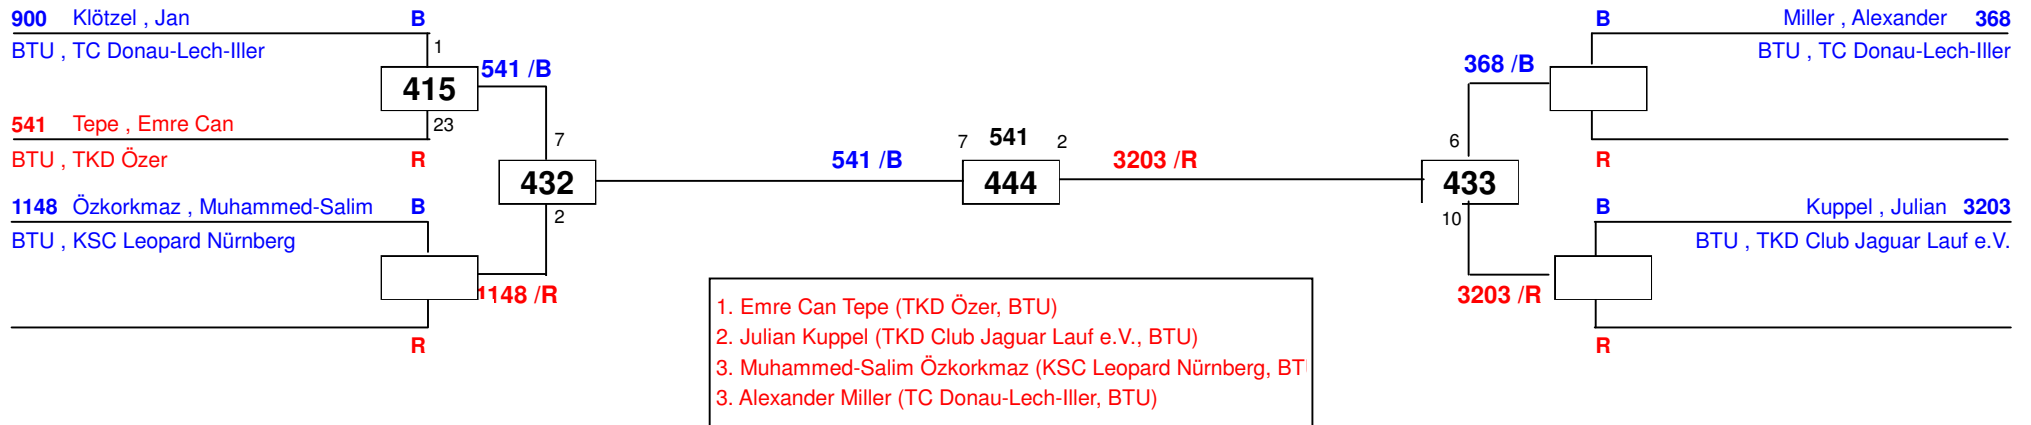 900 Klötzel , Jan B
BTU , TC Donau-Lech-Iller
1
415
541 /B
541 Tepe , Emre Can
23
BTU , TKD Özer R
7
432
2
1148 Özkorkmaz , Muhammed-Salim B
BTU , KSC Leopard Nürnberg
1148 /R
R
541 /B
7 541 2
444
3203 /R
B Miller , Alexander 368
BTU , TC Donau-Lech-Iller
368 /B
6
433
10
R
B Kuppel , Julian 3203
BTU , TKD Club Jaguar Lauf e.V.
3203 /R
R
1. Emre Can Tepe (TKD Özer, BTU)
2. Julian Kuppel (TKD Club Jaguar Lauf e.V., BTU)
3. Muhammed-Salim Özkorkmaz (KSC Leopard Nürnberg, BT
3. Alexander Miller (TC Donau-Lech-Iller, BTU)